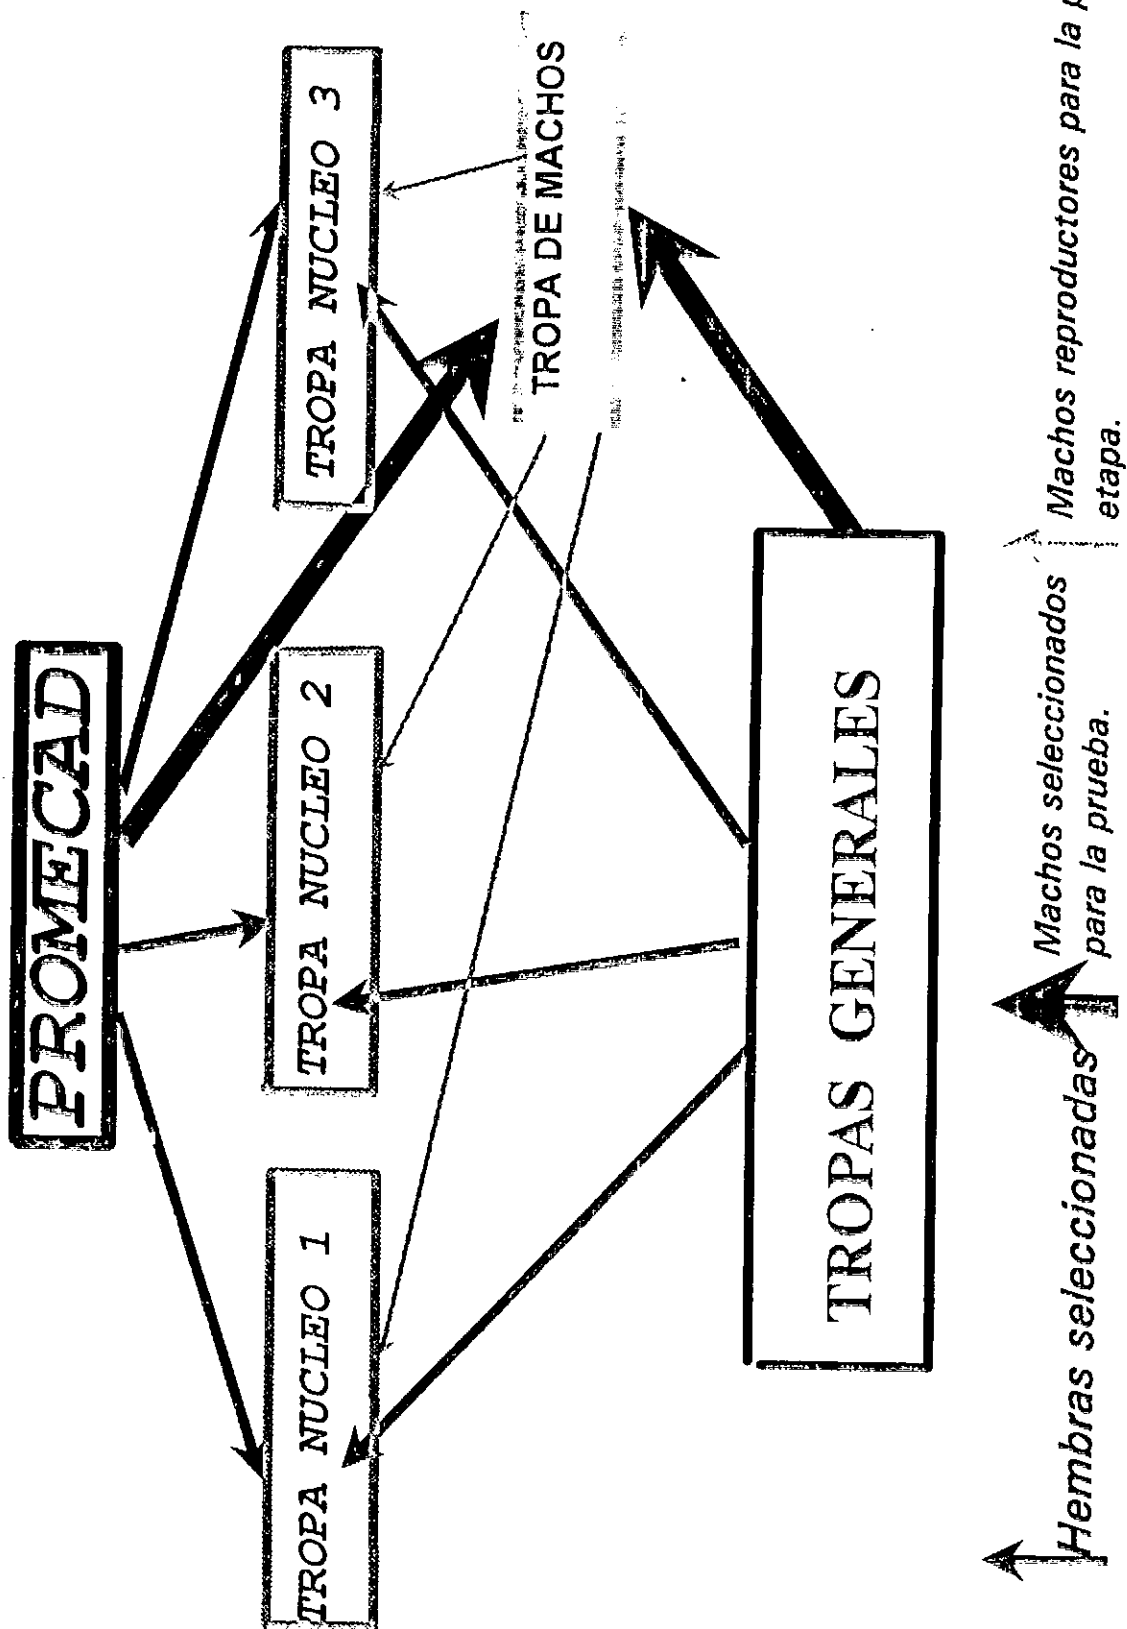 PROMECAD
TROPA NUCLEO 1
TROPA NUCLEO 2
TROPA NUCLEO 3
TROPA DE MACHOS
TROPAS GENERALES
Hembras seleccionadas
Machos seleccionados
para la prueba.
Machos reproductores para la
etapa.